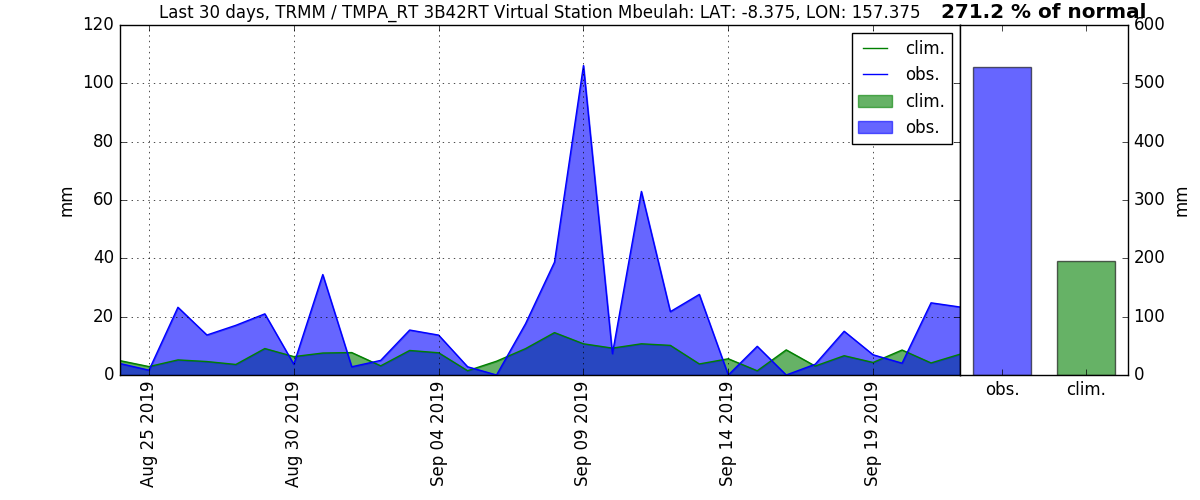 Last 30 days, TRMM / TMPA_RT 3B42RT Virtual Station Mbeulah: LAT: -8.375, LON: 157.375 271.2 % of normal
120
100
80
60
40
20
0
mm
clim.
obs.
clim.
obs.
600
500
400
300
200
100
0
mm
obs. clim.
Aug 25 2019
Aug 30 2019
Sep 04 2019
Sep 09 2019
Sep 14 2019
Sep 19 2019